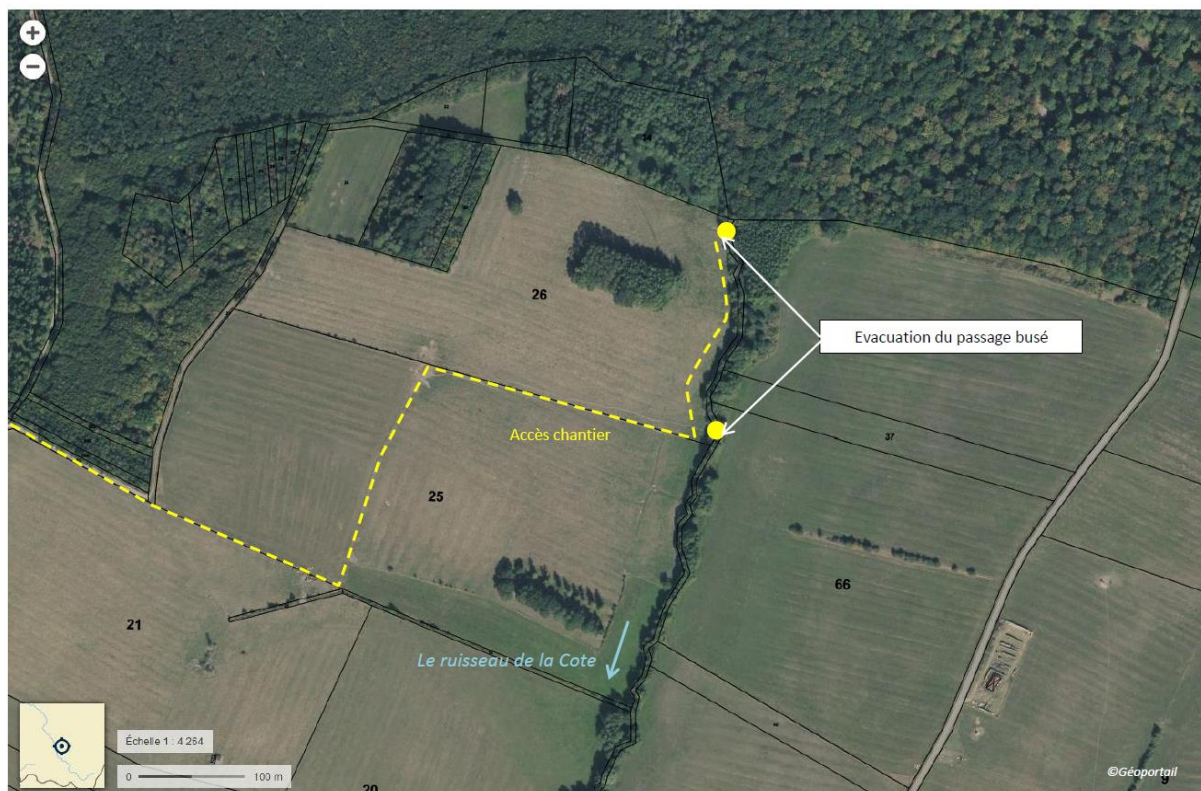 +
−
26
Evacuation du passage busé
Accès chantier
37
25
66
21
Le ruisseau de la Cote
Échelle 1 : 4 264
0 100 m
©Géoportail
20
9